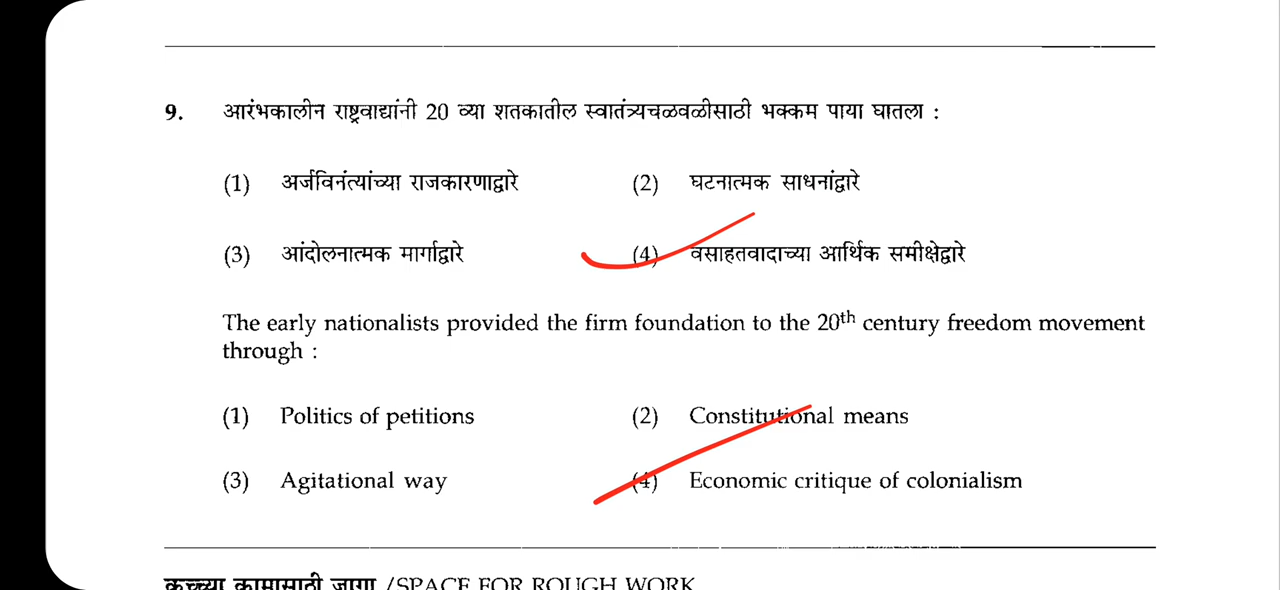 9. आरंभकालीन राष्ट्रवाद्यांनी 20 व्या शतकातील स्वातंत्र्यचळवळीसाठी भक्कम पाया घातला :
(1) अर्जविनंत्यांच्या राजकारणाद्वारे (2) घटनात्मक साधनांद्वारे
(3) आंदोलनात्मक मार्गाद्वारे (4) वसाहतवादाच्या आर्थिक समीक्षेद्वारे
The early nationalists provided the firm foundation to the 20th century freedom movement
through :
(1) Politics of petitions (2) Constitutional means
(3) Agitational way (4) Economic critique of colonialism
कच्च्या कामासाठी जागा /SPACE FOR ROUGH WORK